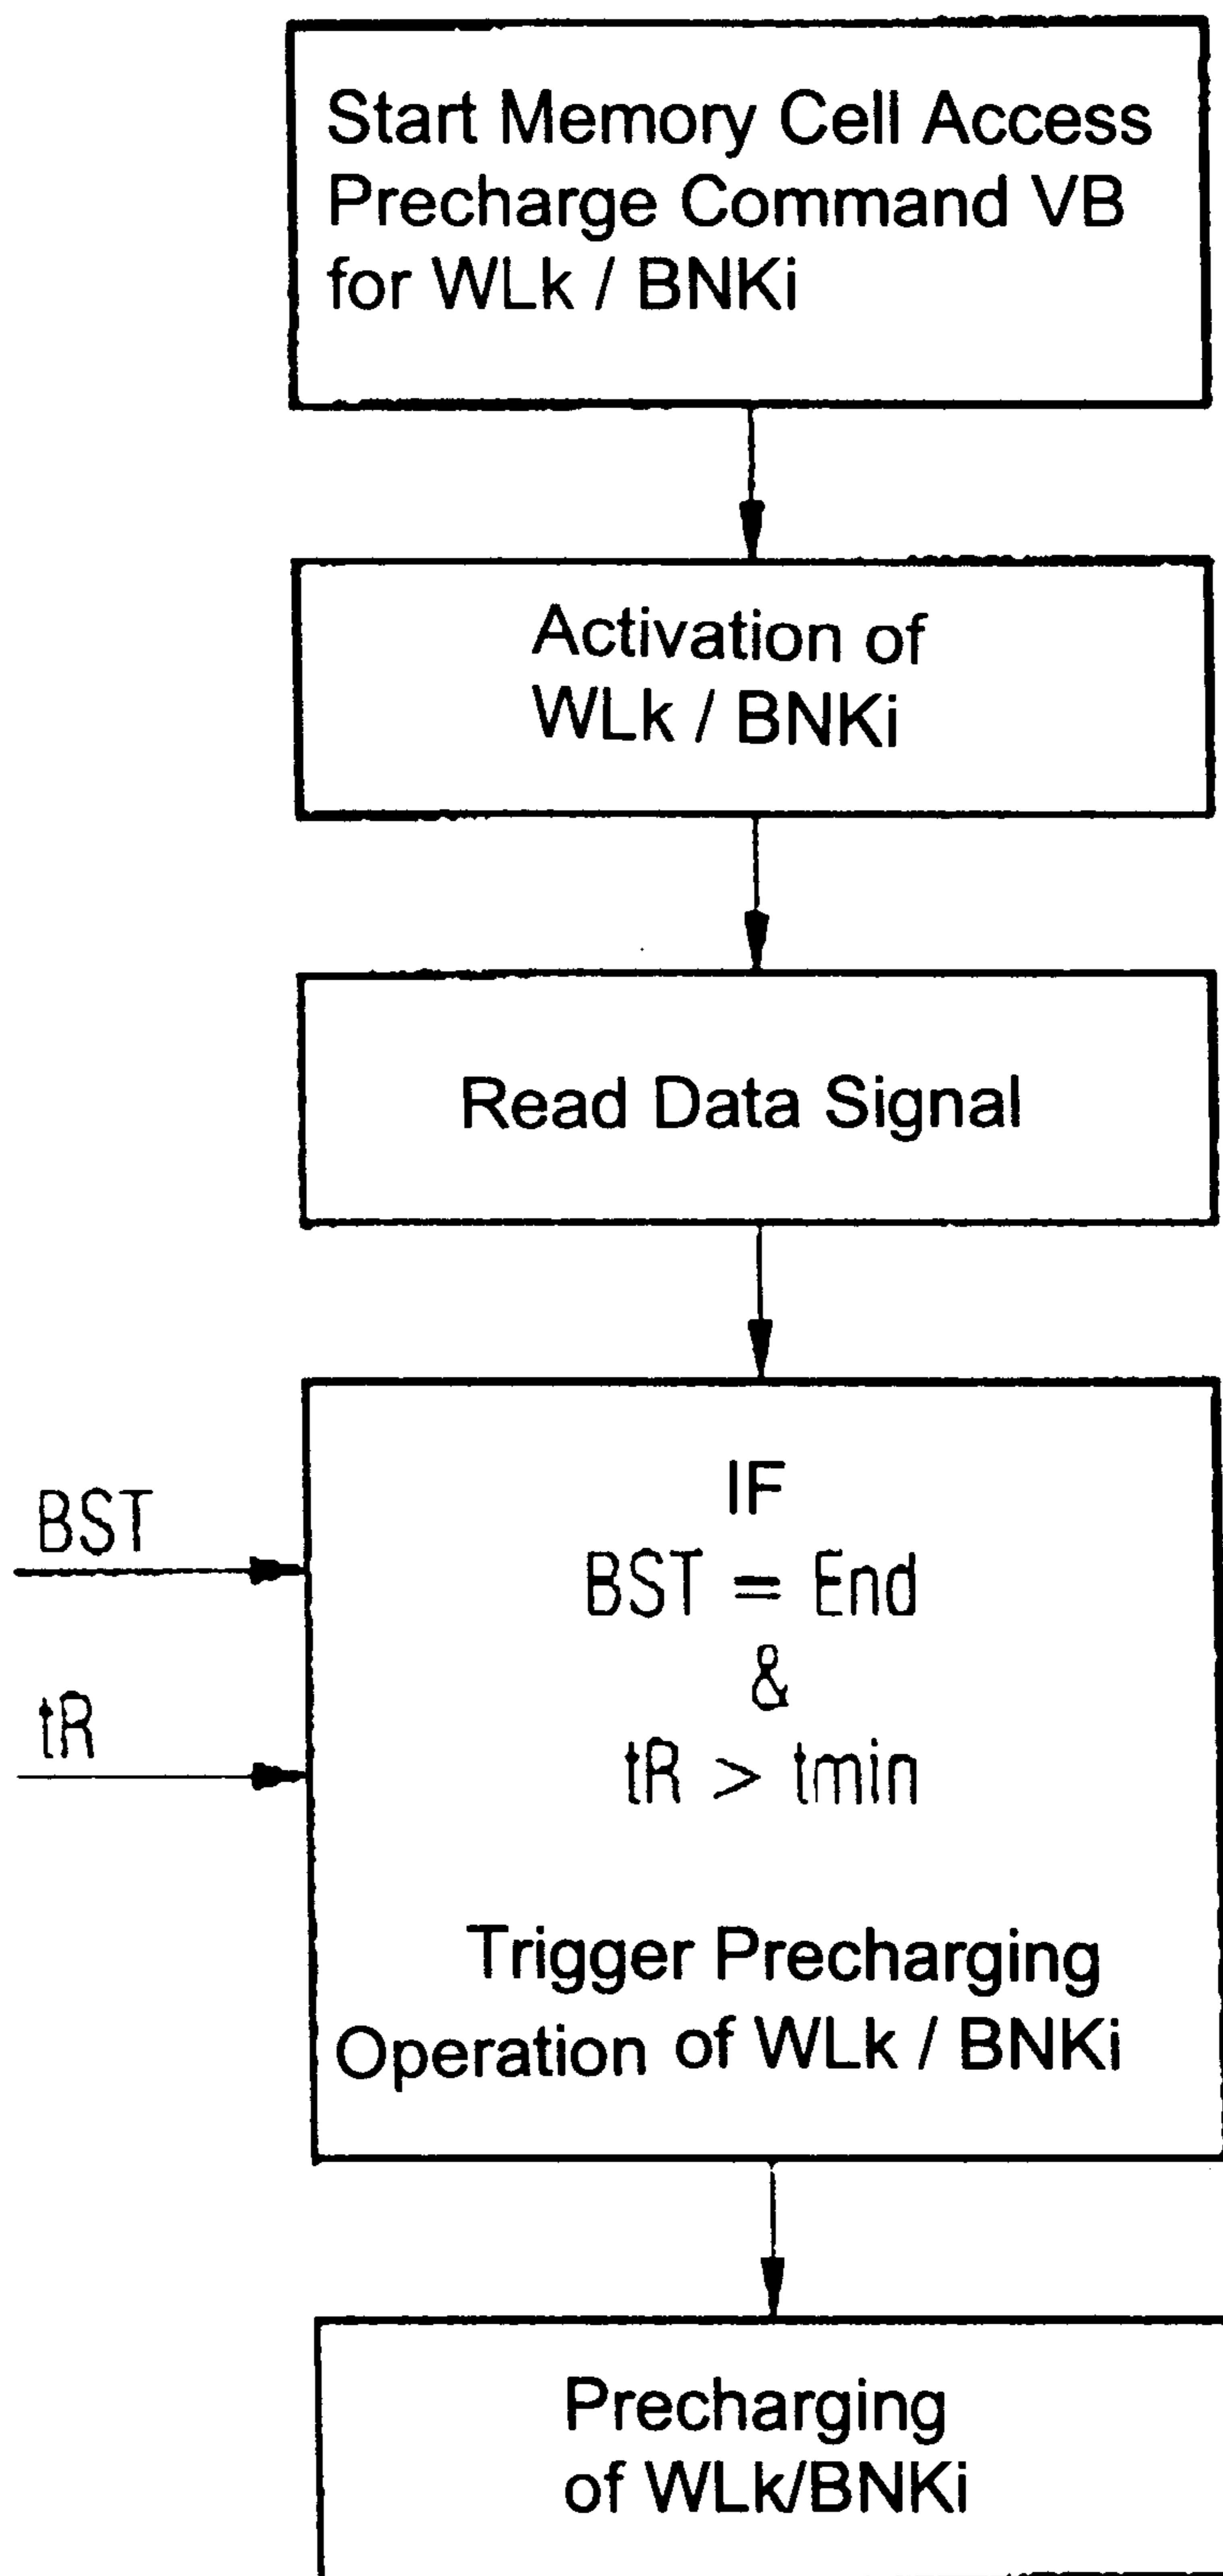 Start Memory Cell Access
Precharge Command VB
for WLk / BNKi
Activation of
WLk / BNKi
Read Data Signal
BST
tR
IF
BST = End
&
tR > tmin
Trigger Precharging
Operation of WLk / BNKi
Precharging
of WLk/BNKi